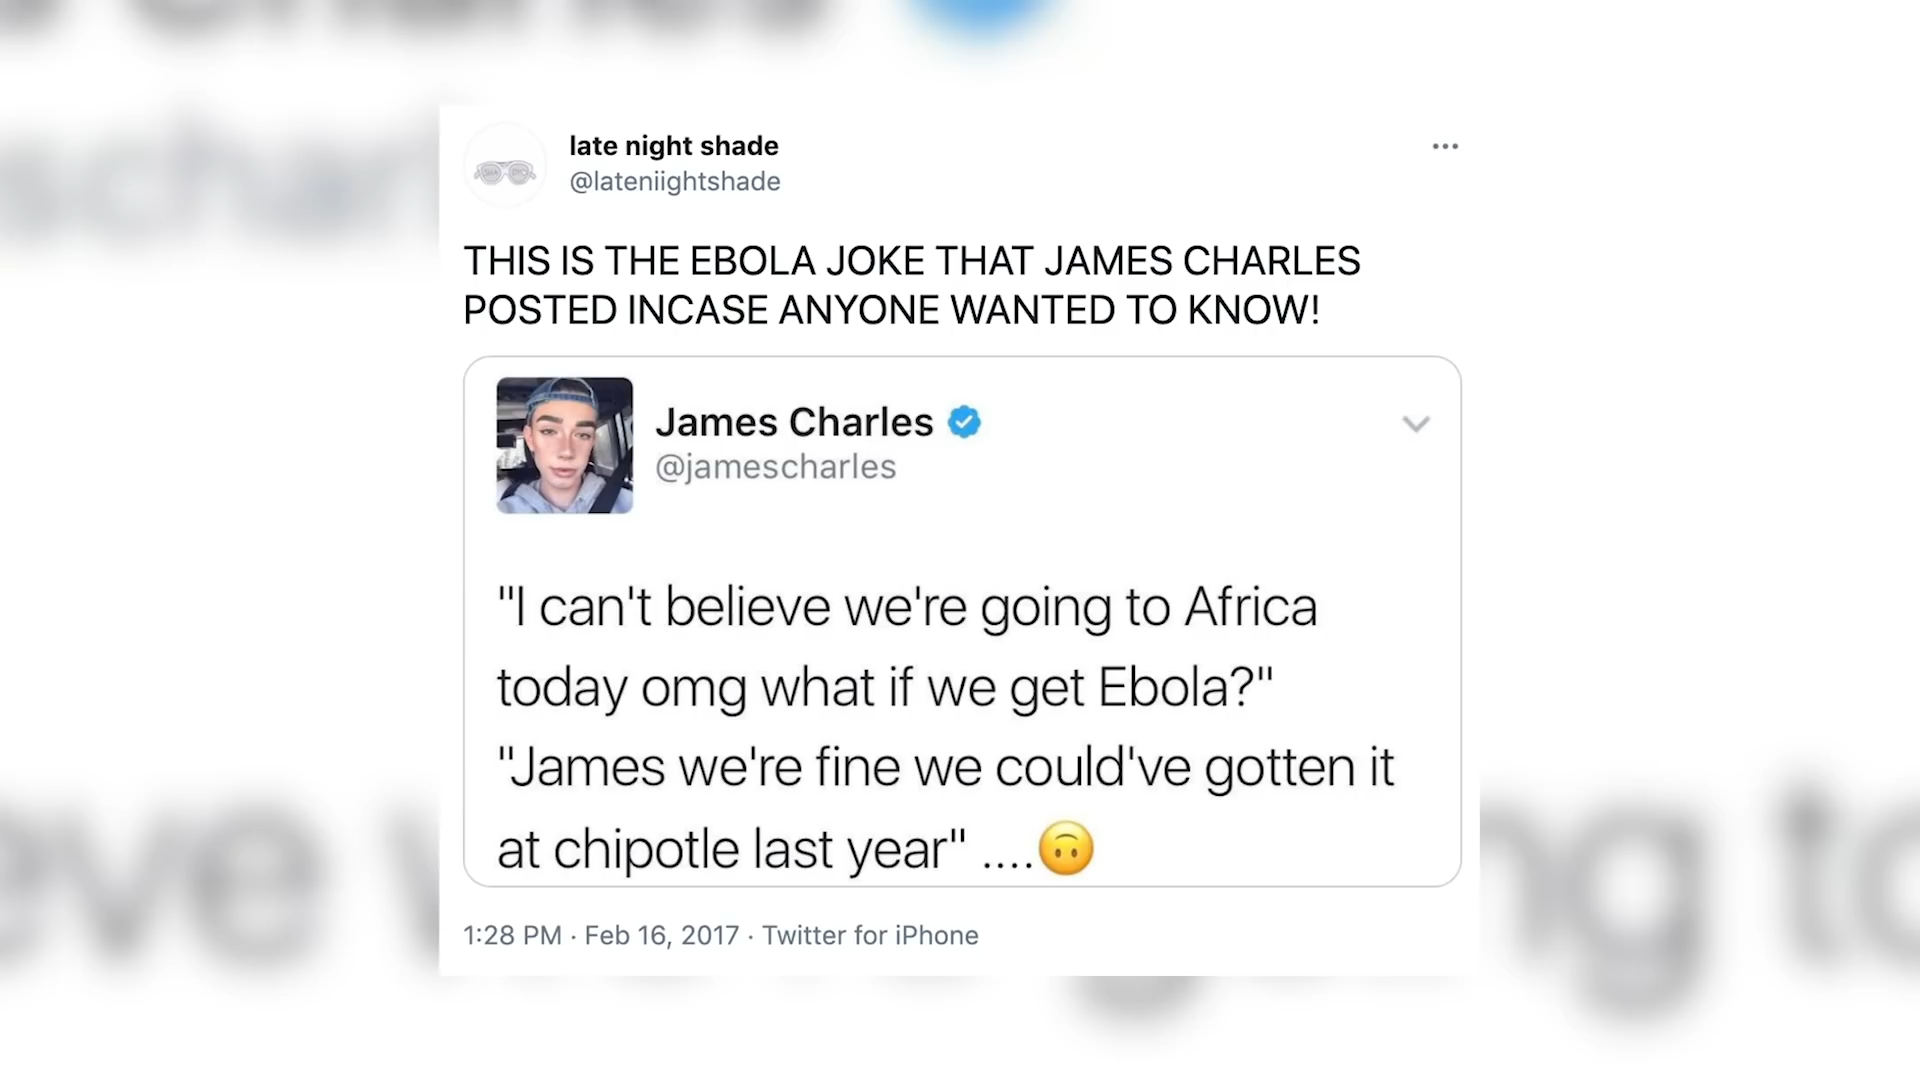 late night shade
@lateniightshade
THIS IS THE EBOLA JOKE THAT JAMES CHARLES
POSTED INCASE ANYONE WANTED TO KNOW!
James Charles
@jamescharles
"I can't believe we're going to Africa
today omg what if we get Ebola?"
"James we're fine we could've gotten it
at chipotle last year" ....🙃
1:28 PM · Feb 16, 2017 · Twitter for iPhone